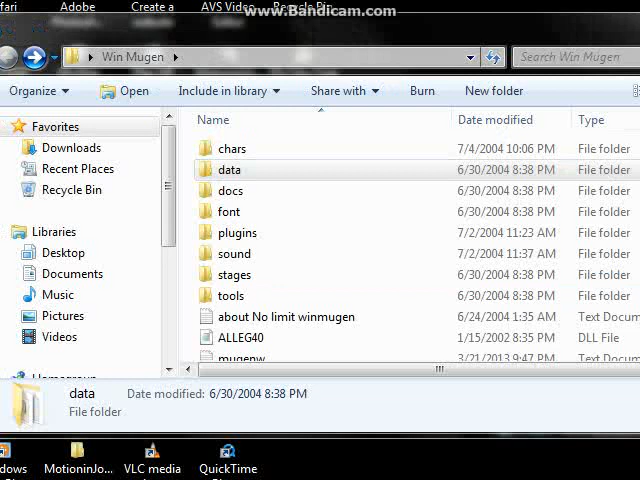 fari Adobe Create a AVS Video Recycle Bin
www.Bandicam.com
Win Mugen
Search Win Mugen
Organize Open Include in library Share with Burn New folder
Favorites
Downloads
Recent Places
Recycle Bin
Libraries
Desktop
Documents
Music
Pictures
Videos
Homegroup
Name Date modified Type
chars 7/4/2004 10:06 PM File folder
data 6/30/2004 8:38 PM File folder
docs 6/30/2004 8:38 PM File folder
font 6/30/2004 8:38 PM File folder
plugins 7/2/2004 11:23 AM File folder
sound 7/2/2004 11:37 AM File folder
stages 6/30/2004 8:38 PM File folder
tools 6/30/2004 8:38 PM File folder
about No limit winmugen 6/24/2004 1:35 AM Text Docum
ALLEG40 1/15/2002 8:35 PM DLL File
mugenw 3/21/2013 9:47 PM Text Docum
data Date modified: 6/30/2004 8:38 PM
File folder
dows MotioninJo... VLC media QuickTime